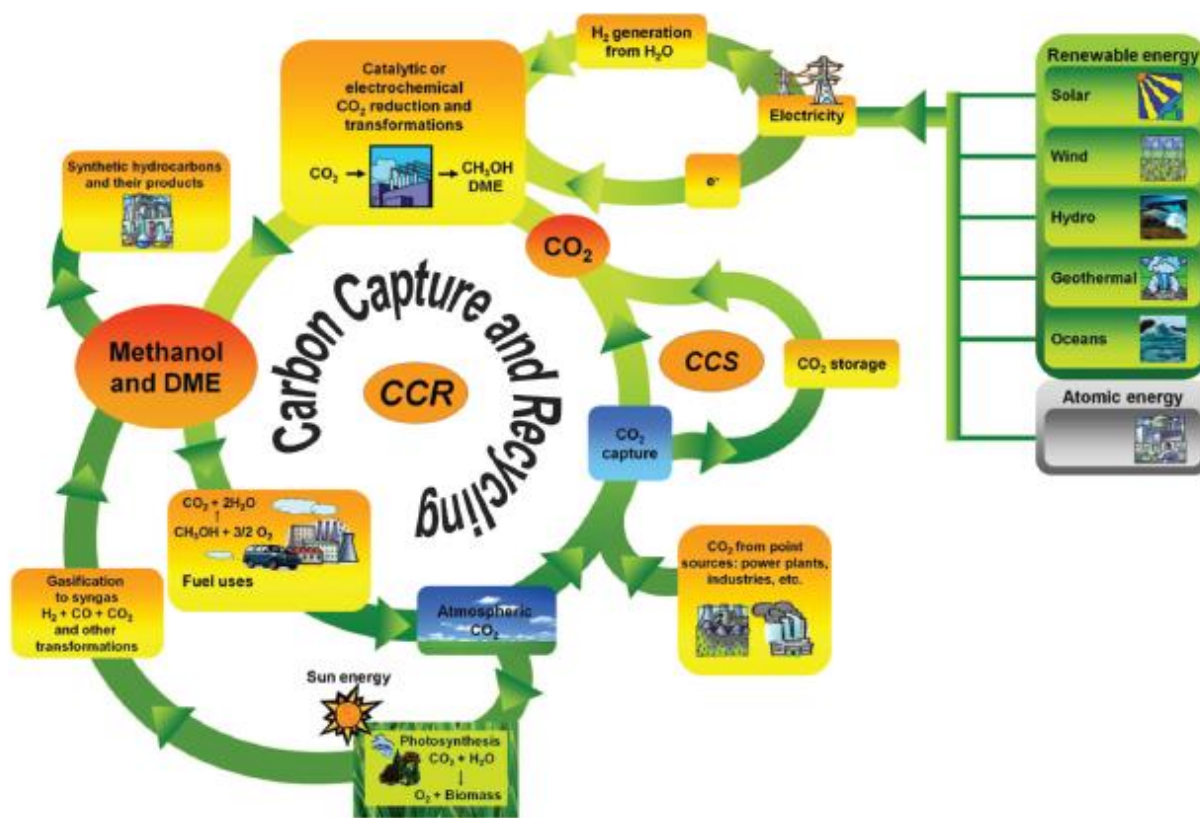 H₂ generation
from H₂O
Catalytic or
electrochemical
CO₂ reduction and
transformations
CO₂ → CH₃OH
DME
Electricity
e⁻
Renewable energy
Solar
Wind
Hydro
Geothermal
Oceans
Atomic energy
Synthetic hydrocarbons
and their products
CO₂
Carbon Capture and Recycling
CCR
CCS
CO₂ storage
CO₂
capture
Methanol
and DME
CO₂ + 2H₂O
↑
CH₃OH + 3/2 O₂
Fuel uses
Gasification
to syngas
H₂ + CO + CO₂
and other
transformations
Atmospheric
CO₂
CO₂ from point
sources: power plants,
industries, etc.
Sun energy
Photosynthesis
CO₂ + H₂O
↓
O₂ + Biomass